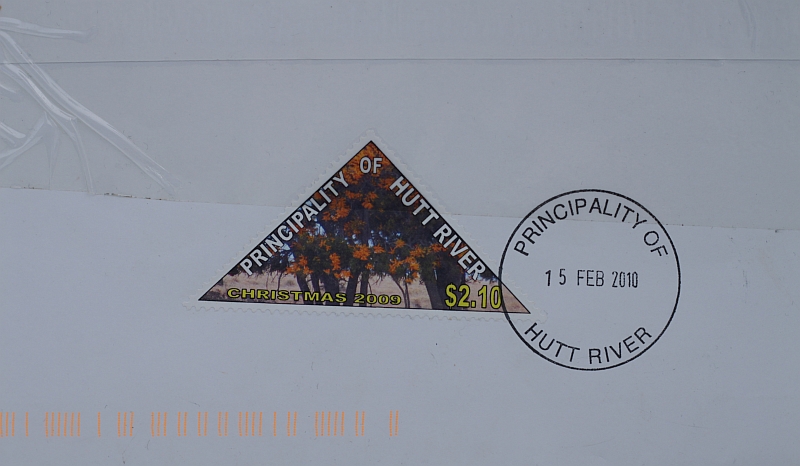 PRINCIPALITY OF HUTT RIVER
CHRISTMAS 2009 $2.10
PRINCIPALITY OF
15 FEB 2010
HUTT RIVER